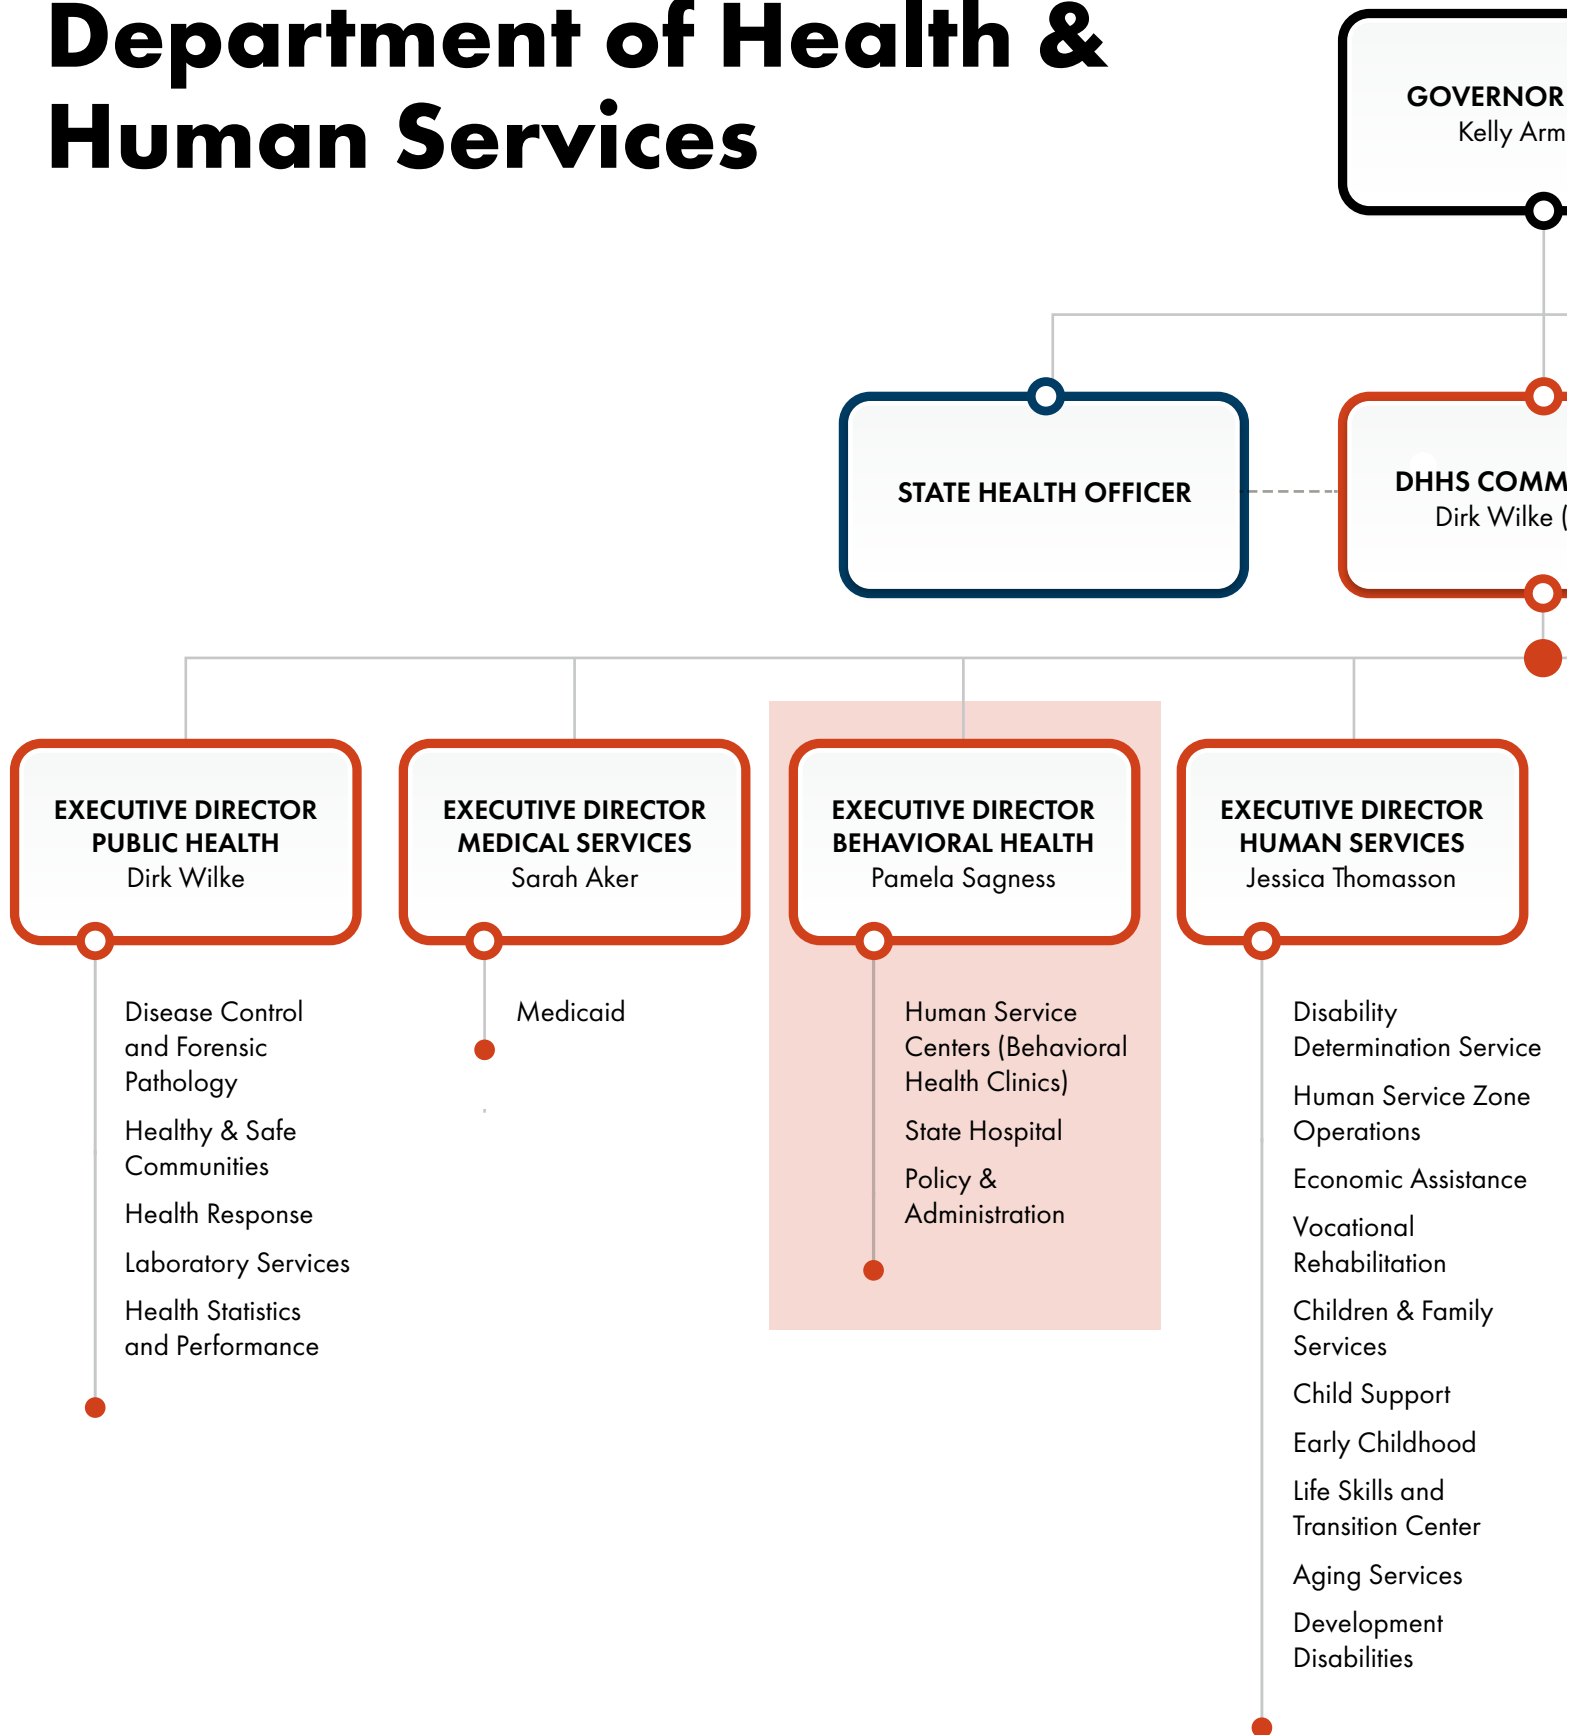 Department of Health &
Human Services
GOVERNOR
Kelly Arm
STATE HEALTH OFFICER
DHHS COMM
Dirk Wilke (
EXECUTIVE DIRECTOR
PUBLIC HEALTH
Dirk Wilke
Disease Control
and Forensic
Pathology
Healthy & Safe
Communities
Health Response
Laboratory Services
Health Statistics
and Performance
EXECUTIVE DIRECTOR
MEDICAL SERVICES
Sarah Aker
Medicaid
EXECUTIVE DIRECTOR
BEHAVIORAL HEALTH
Pamela Sagness
Human Service
Centers (Behavioral
Health Clinics)
State Hospital
Policy &
Administration
EXECUTIVE DIRECTOR
HUMAN SERVICES
Jessica Thomasson
Disability
Determination Service
Human Service Zone
Operations
Economic Assistance
Vocational
Rehabilitation
Children & Family
Services
Child Support
Early Childhood
Life Skills and
Transition Center
Aging Services
Development
Disabilities